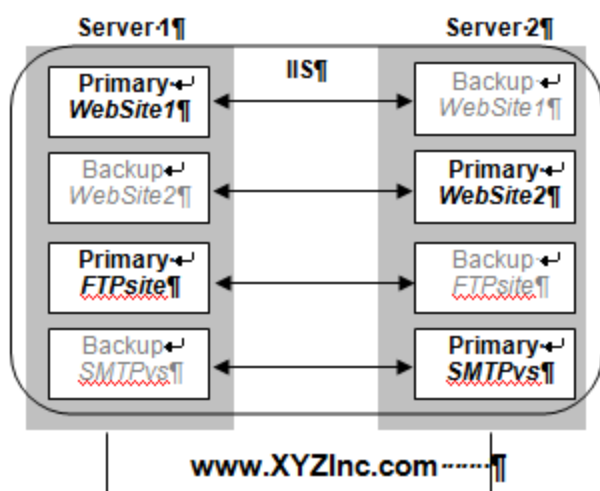 Server·1¶ Server·2¶
IIS¶
Primary↵ Backup↵
WebSite1¶ WebSite1¶
Backup↵ Primary↵
WebSite2¶ WebSite2¶
Primary↵ Backup↵
FTPsite¶ FTPsite¶
Backup↵ Primary↵
SMTPvs¶ SMTPvs¶
www.XYZInc.com······¶